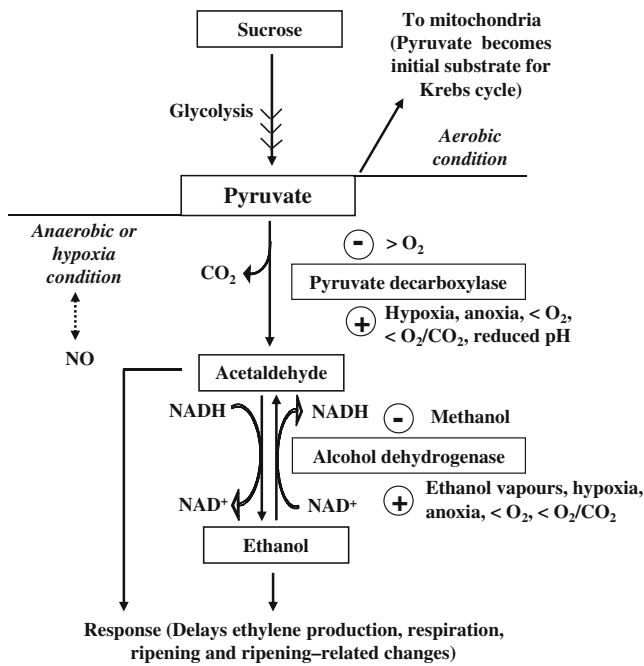 Sucrose
To mitochondria
(Pyruvate becomes
initial substrate for
Krebs cycle)
Glycolysis
Aerobic
condition
Pyruvate
Anaerobic or
hypoxia
condition
NO
CO₂
- > O₂
Pyruvate decarboxylase
+ Hypoxia, anoxia, < O₂,
< O₂/CO₂, reduced pH
Acetaldehyde
NADH NADH
- Methanol
Alcohol dehydrogenase
NAD⁺ NAD⁺
+ Ethanol vapours, hypoxia,
anoxia, < O₂, < O₂/CO₂
Ethanol
Response (Delays ethylene production, respiration,
ripening and ripening–related changes)